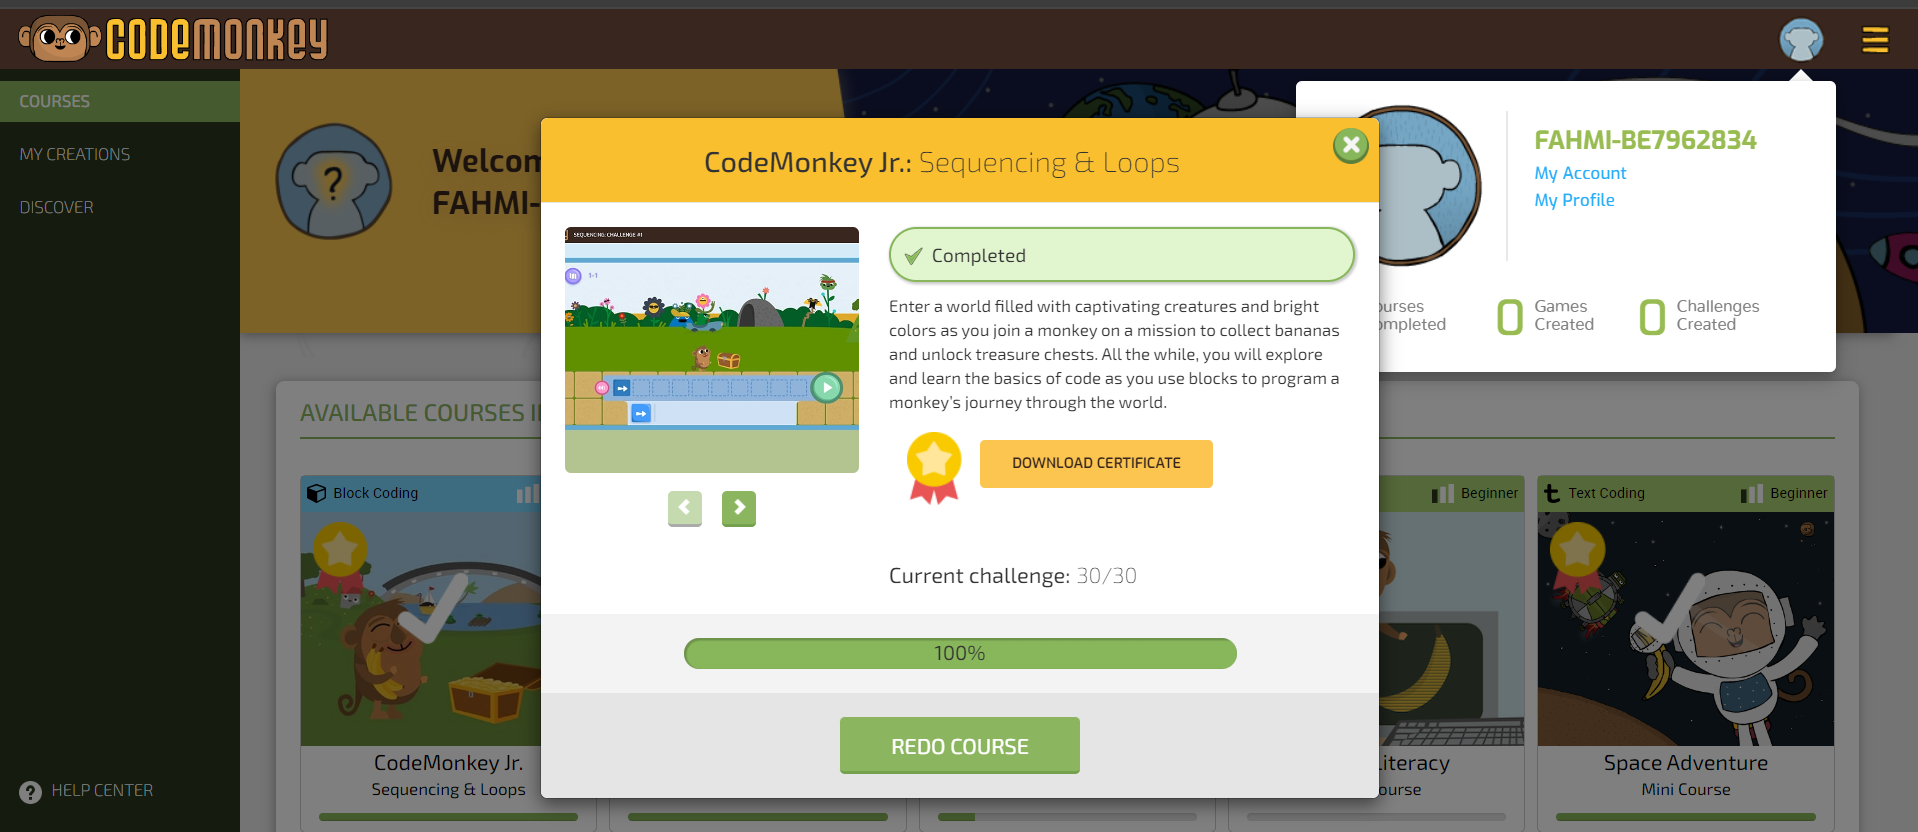 CODEMONKEY
COURSES
MY CREATIONS
DISCOVER
HELP CENTER
FAHMI-
AVAILABLE COURSES
Block Coding
CodeMonkey Jr.
Sequencing & Loops
CodeMonkey Jr.: Sequencing & Loops
SEQUENCING: CHALLENGE #1
1-1
Completed
Enter a world filled with captivating creatures and bright
colors as you join a monkey on a mission to collect bananas
and unlock treasure chests. All the while, you will explore
and learn the basics of code as you use blocks to program a
monkey's journey through the world.
DOWNLOAD CERTIFICATE
Current challenge: 30/30
100%
REDO COURSE
FAHMI-BE7962834
My Account
My Profile
0 Games
Created
0 Challenges
Created
Beginner
Text Coding
Beginner
Space Adventure
Mini Course